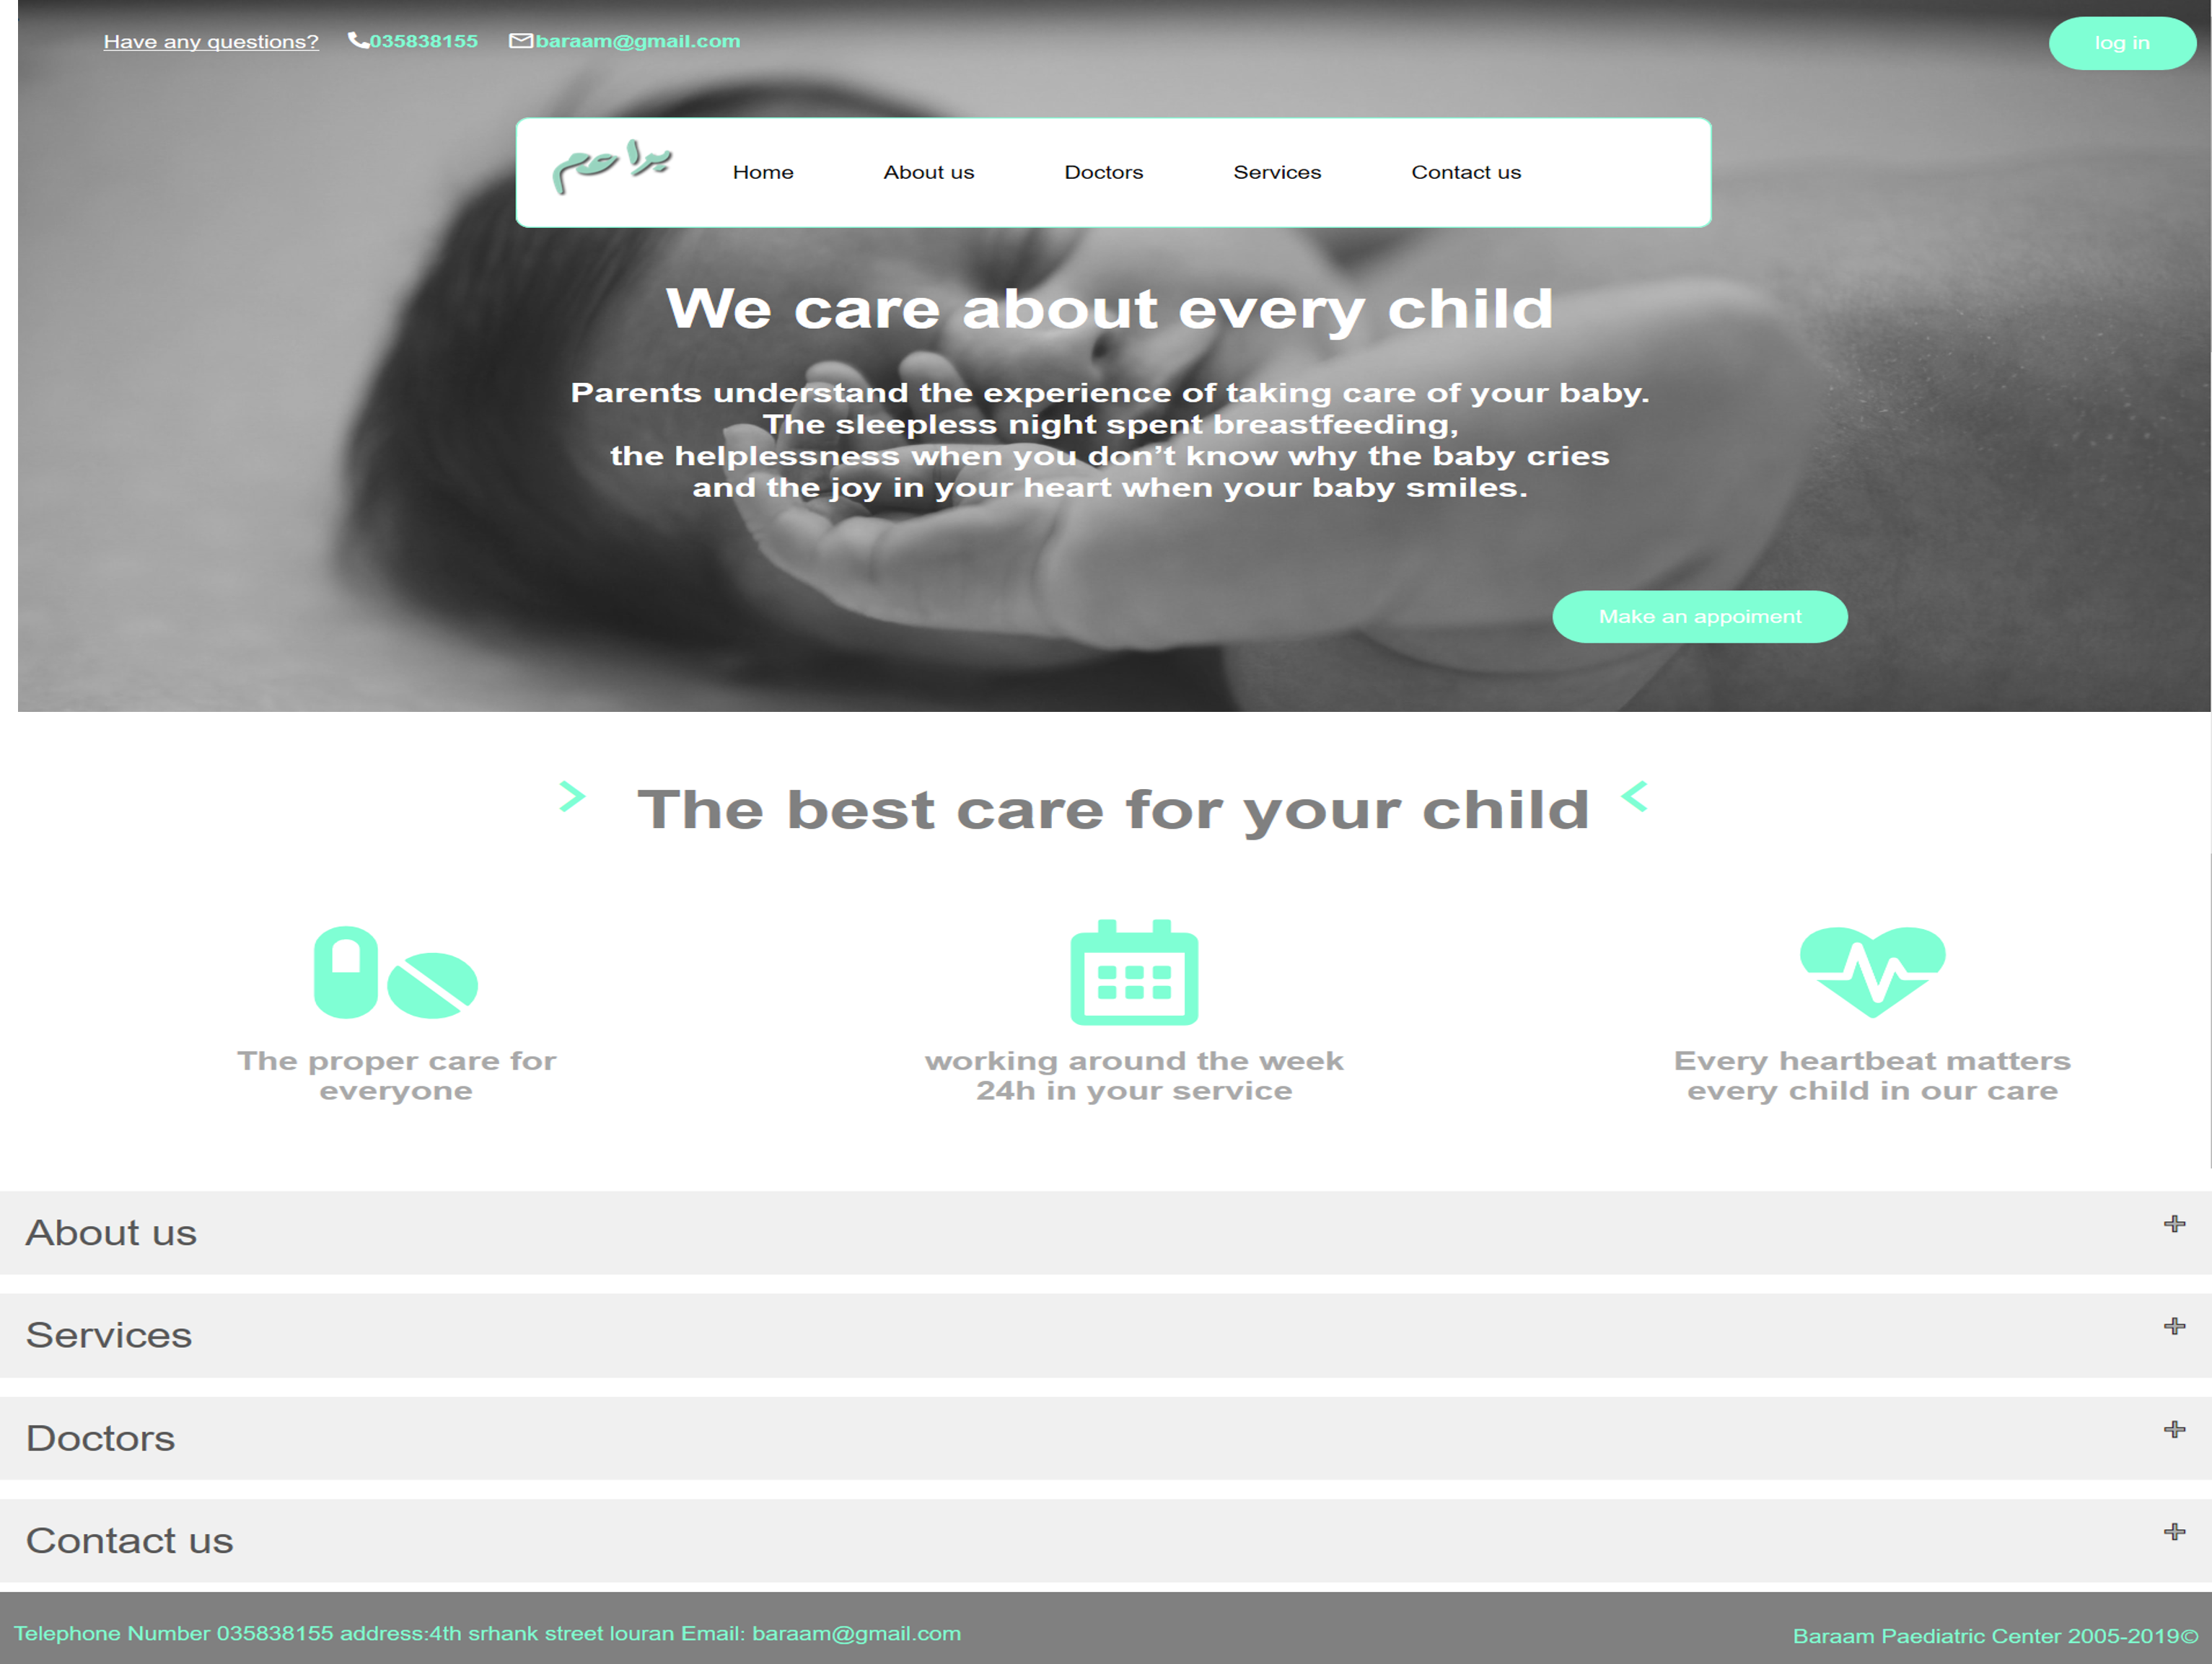 Have any questions? 035838155 baraam@gmail.com
log in
براعم
Home About us Doctors Services Contact us
We care about every child
Parents understand the experience of taking care of your baby.
The sleepless night spent breastfeeding,
the helplessness when you don’t know why the baby cries
and the joy in your heart when your baby smiles.
Make an appoiment
> The best care for your child <
The proper care for
everyone
working around the week
24h in your service
Every heartbeat matters
every child in our care
About us +
Services +
Doctors +
Contact us +
Telephone Number 035838155 address:4th srhank street louran Email: baraam@gmail.com
Baraam Paediatric Center 2005-2019©